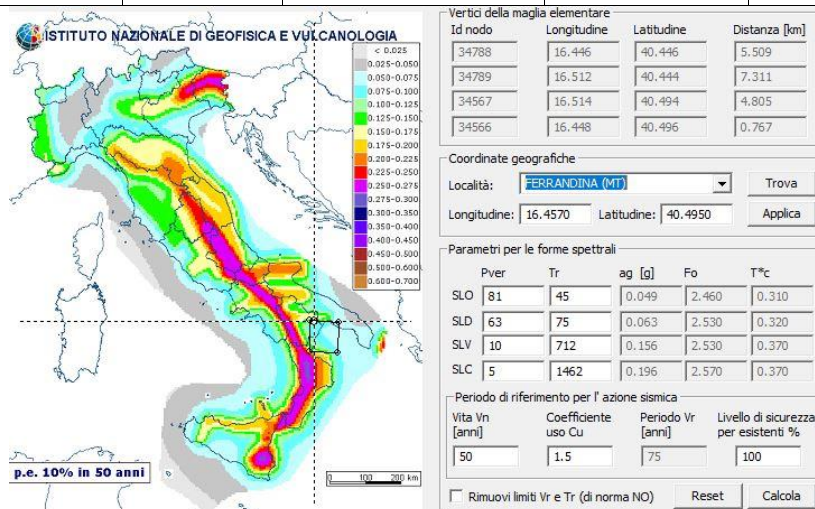 ISTITUTO NAZIONALE DI GEOFISICA E VULCANOLOGIA
< 0.025
0.025-0.050
0.050-0.075
0.075-0.100
0.100-0.125
0.125-0.150
0.150-0.175
0.175-0.200
0.200-0.225
0.225-0.250
0.250-0.275
0.275-0.300
0.300-0.350
0.350-0.400
0.400-0.450
0.450-0.500
0.500-0.600
0.600-0.700
p.e. 10% in 50 anni
0 100 200 km
Vertici della maglia elementare
Id nodo Longitudine Latitudine Distanza [km]
34788 16.446 40.446 5.509
34789 16.512 40.444 7.311
34567 16.514 40.494 4.805
34566 16.448 40.496 0.767
Coordinate geografiche
Località: FERRANDINA (MT) Trova
Longitudine: 16.4570 Latitudine: 40.4950 Applica
Parametri per le forme spettrali
Pver Tr ag [g] Fo T*c
SLO 81 45 0.049 2.460 0.310
SLD 63 75 0.063 2.530 0.320
SLV 10 712 0.156 2.530 0.370
SLC 5 1462 0.196 2.570 0.370
Periodo di riferimento per l' azione sismica
Vita Vn Coefficiente Periodo Vr Livello di sicurezza
[anni] uso Cu [anni] per esistenti %
50 1.5 75 100
Rimuovi limiti Vr e Tr (di norma NO) Reset Calcola